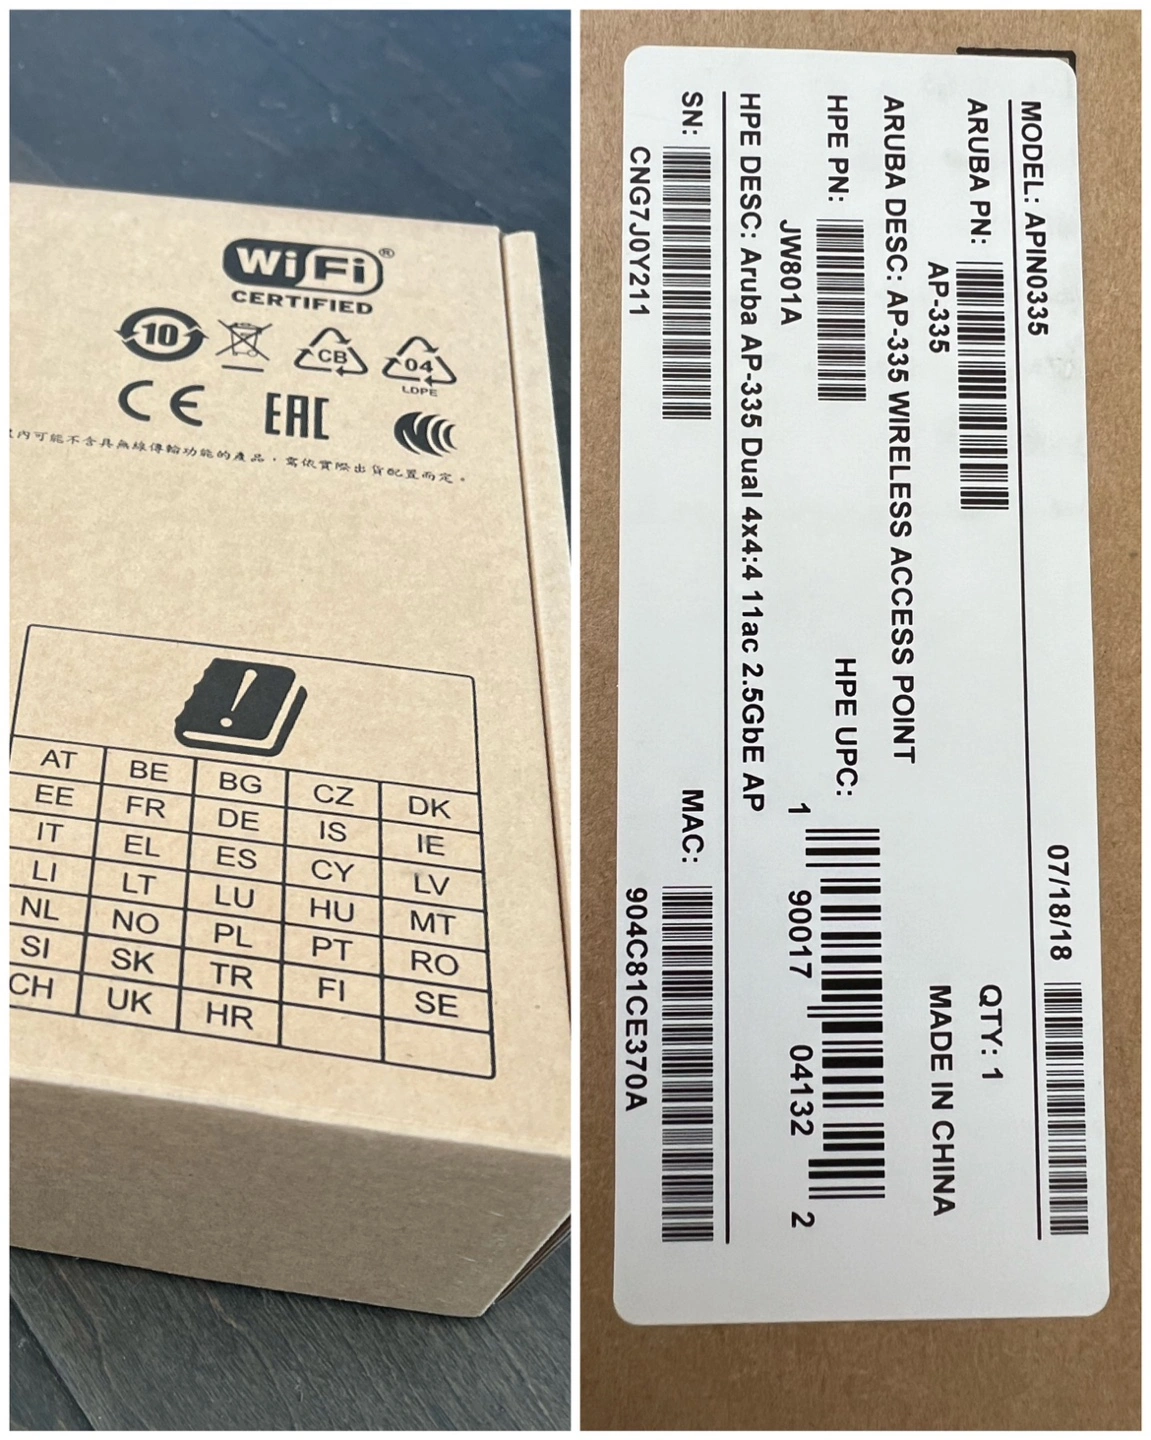 WiFi®
CERTIFIED
10
CB
04
LDPE
CE
EAC
內可能不含具無線傳輸功能的產品，需依實際出貨配置而定。
!
AT BE BG CZ DK
EE FR DE IS IE
IT EL ES CY LV
LI LT LU HU MT
NL NO PL PT RO
SI SK TR FI SE
CH UK HR
MODEL: APIN0335
07/18/18
ARUBA PN:
AP-335
QTY: 1
MADE IN CHINA
ARUBA DESC: AP-335 WIRELESS ACCESS POINT
HPE PN:
JW801A
HPE UPC:
1 90017 04132 2
HPE DESC: Aruba AP-335 Dual 4x4:4 11ac 2.5GbE AP
SN:
CNG7J0Y211
MAC:
904C81CE370A